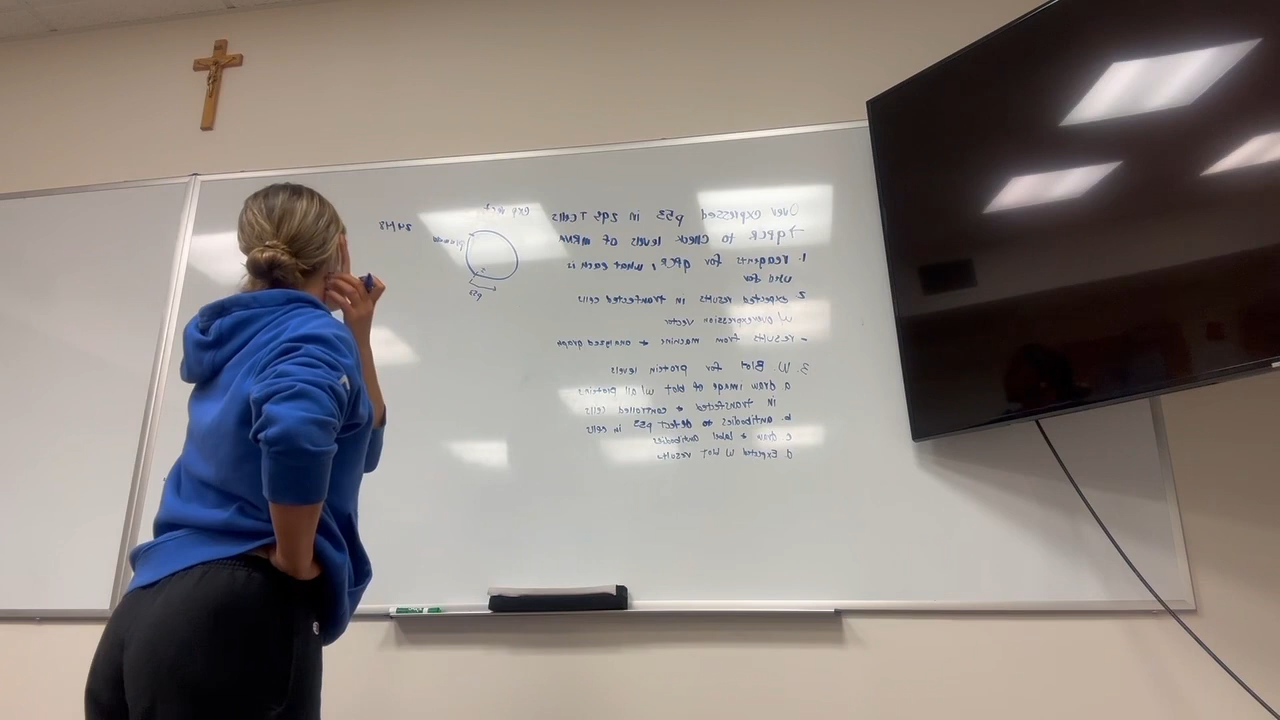 Over expressed p53 in 293 T cells
→ qPCR to check levels of mRNA
1. reagents for qPCR, what each is
used for
2. expected results in transfected cells
w/ overexpression vector
- results from machine + analyzed graph
3. W. Blot for protein levels
a draw image of blot w/ all proteins
in transfected + controlled cells
b. antibodies to detect p53 in cells
c. draw + label antibodies
d Expected W blot results
exp. vect
plasmid
p53